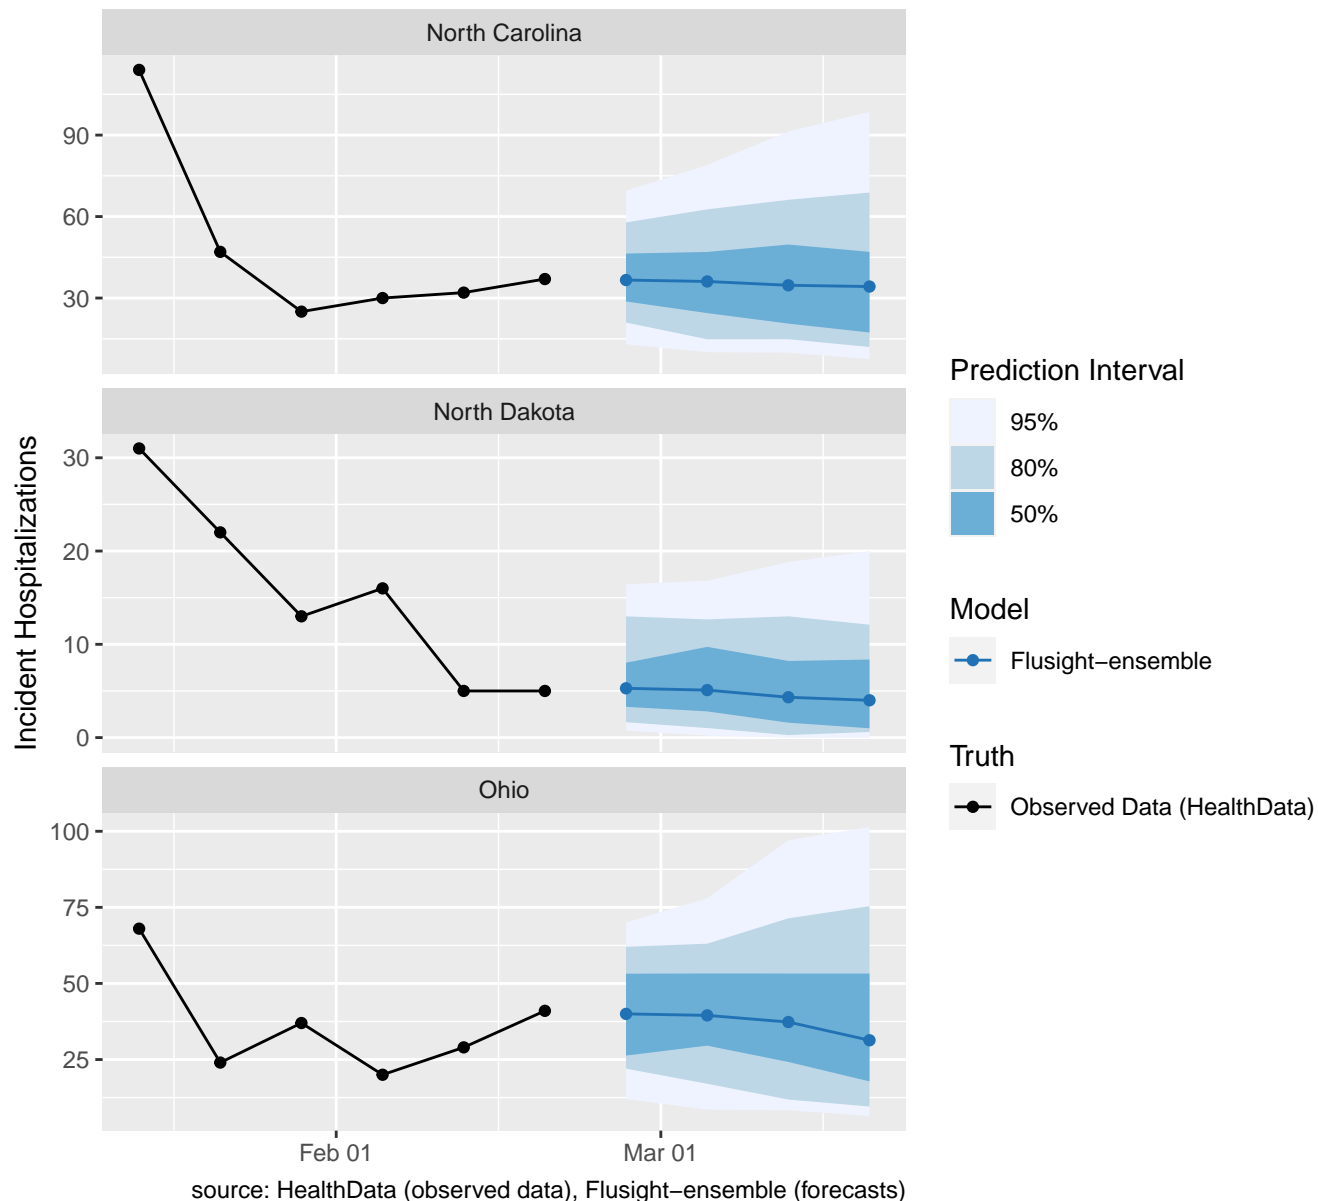 North Carolina
90
60
30
North Dakota
30
20
10
0
Ohio
100
75
50
25
Feb 01
Mar 01
Incident Hospitalizations
source: HealthData (observed data), Flusight−ensemble (forecasts)
Prediction Interval
95%
80%
50%
Model
Flusight−ensemble
Truth
Observed Data (HealthData)